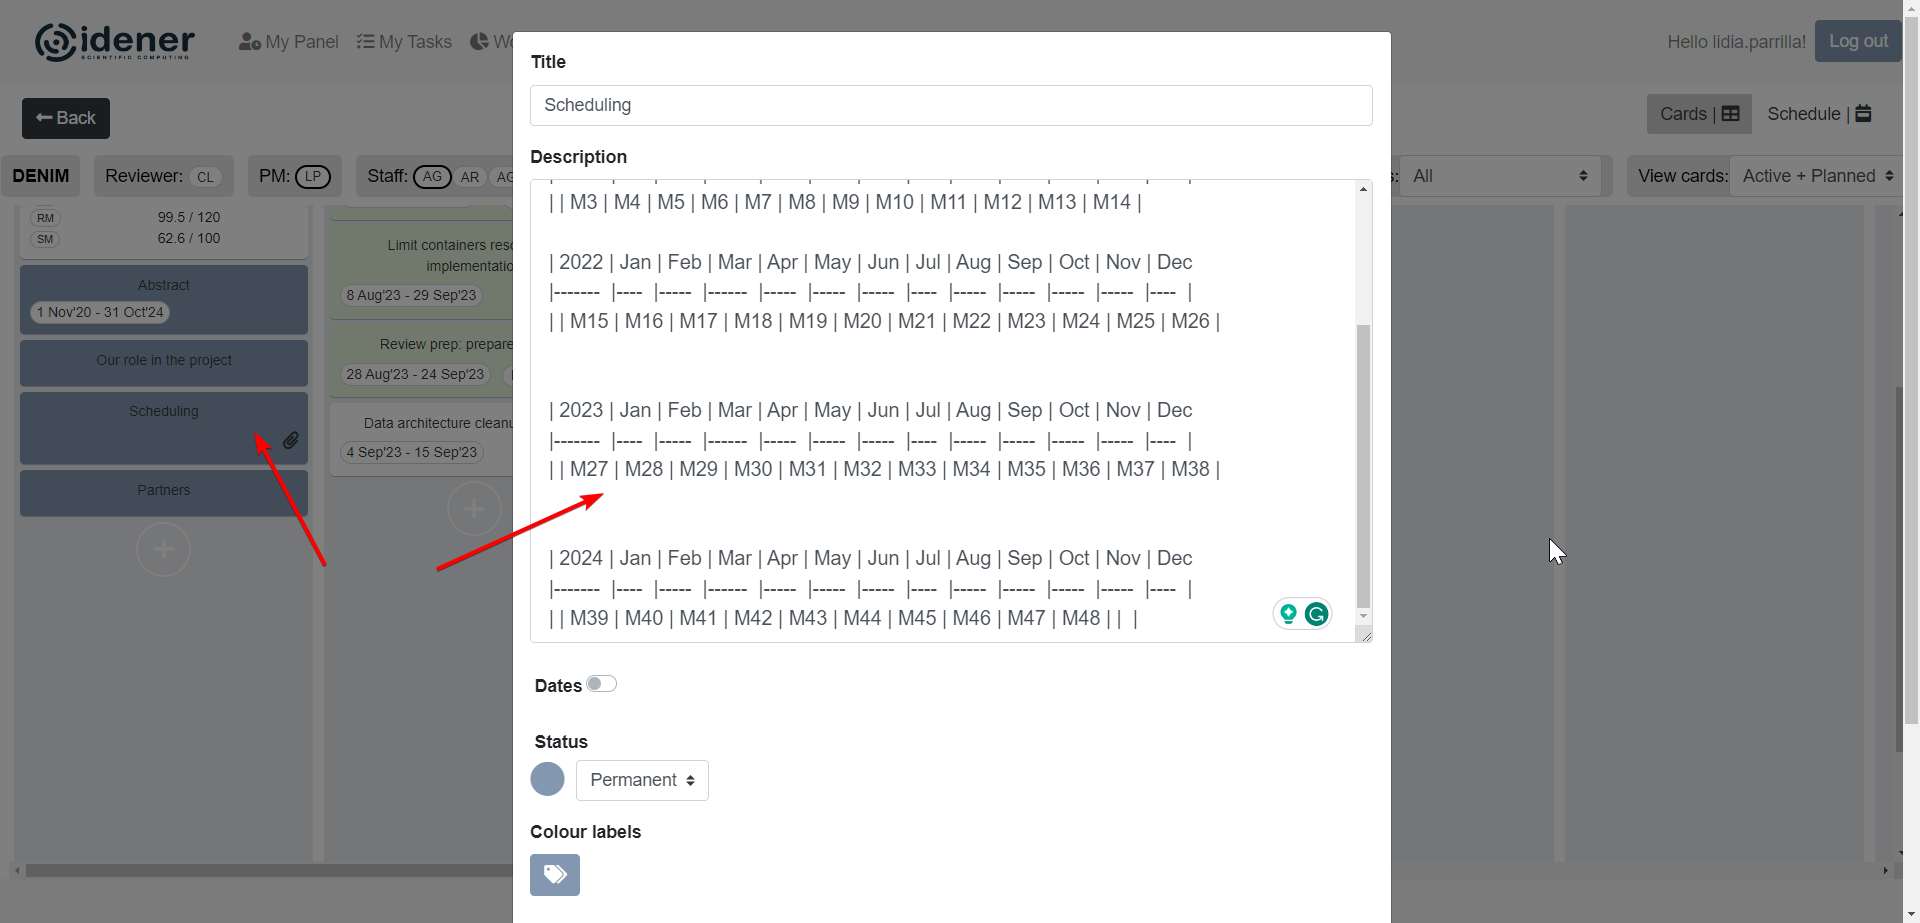 idener
SCIENTIFIC COMPUTING
My Panel
My Tasks
Hello lidia.parrilla!
Log out
Back
Cards |
Schedule |
DENIM
Reviewer: CL
PM: LP
Staff: AG AR AG
All
View cards: Active + Planned
RM 99.5 / 120
SM 62.6 / 100
Abstract
1 Nov'20 - 31 Oct'24
Our role in the project
Scheduling
Partners
Limit containers
8 Aug'23 - 29 Sep'23
Review prep:
28 Aug'23 - 24 Sep'23
Data architecture
4 Sep'23 - 15 Sep'23
Title
Scheduling
Description
| | M3 | M4 | M5 | M6 | M7 | M8 | M9 | M10 | M11 | M12 | M13 | M14 |
| 2022 | Jan | Feb | Mar | Apr | May | Jun | Jul | Aug | Sep | Oct | Nov | Dec
|------- |---- |----- |------ |----- |----- |----- |---- |----- |----- |----- |----- |---- |
| | M15 | M16 | M17 | M18 | M19 | M20 | M21 | M22 | M23 | M24 | M25 | M26 |
| 2023 | Jan | Feb | Mar | Apr | May | Jun | Jul | Aug | Sep | Oct | Nov | Dec
|------- |---- |----- |------ |----- |----- |----- |---- |----- |----- |----- |----- |---- |
| | M27 | M28 | M29 | M30 | M31 | M32 | M33 | M34 | M35 | M36 | M37 | M38 |
| 2024 | Jan | Feb | Mar | Apr | May | Jun | Jul | Aug | Sep | Oct | Nov | Dec
|------- |---- |----- |------ |----- |----- |----- |---- |----- |----- |----- |----- |---- |
| | M39 | M40 | M41 | M42 | M43 | M44 | M45 | M46 | M47 | M48 | | |
Dates
Status
Permanent
Colour labels